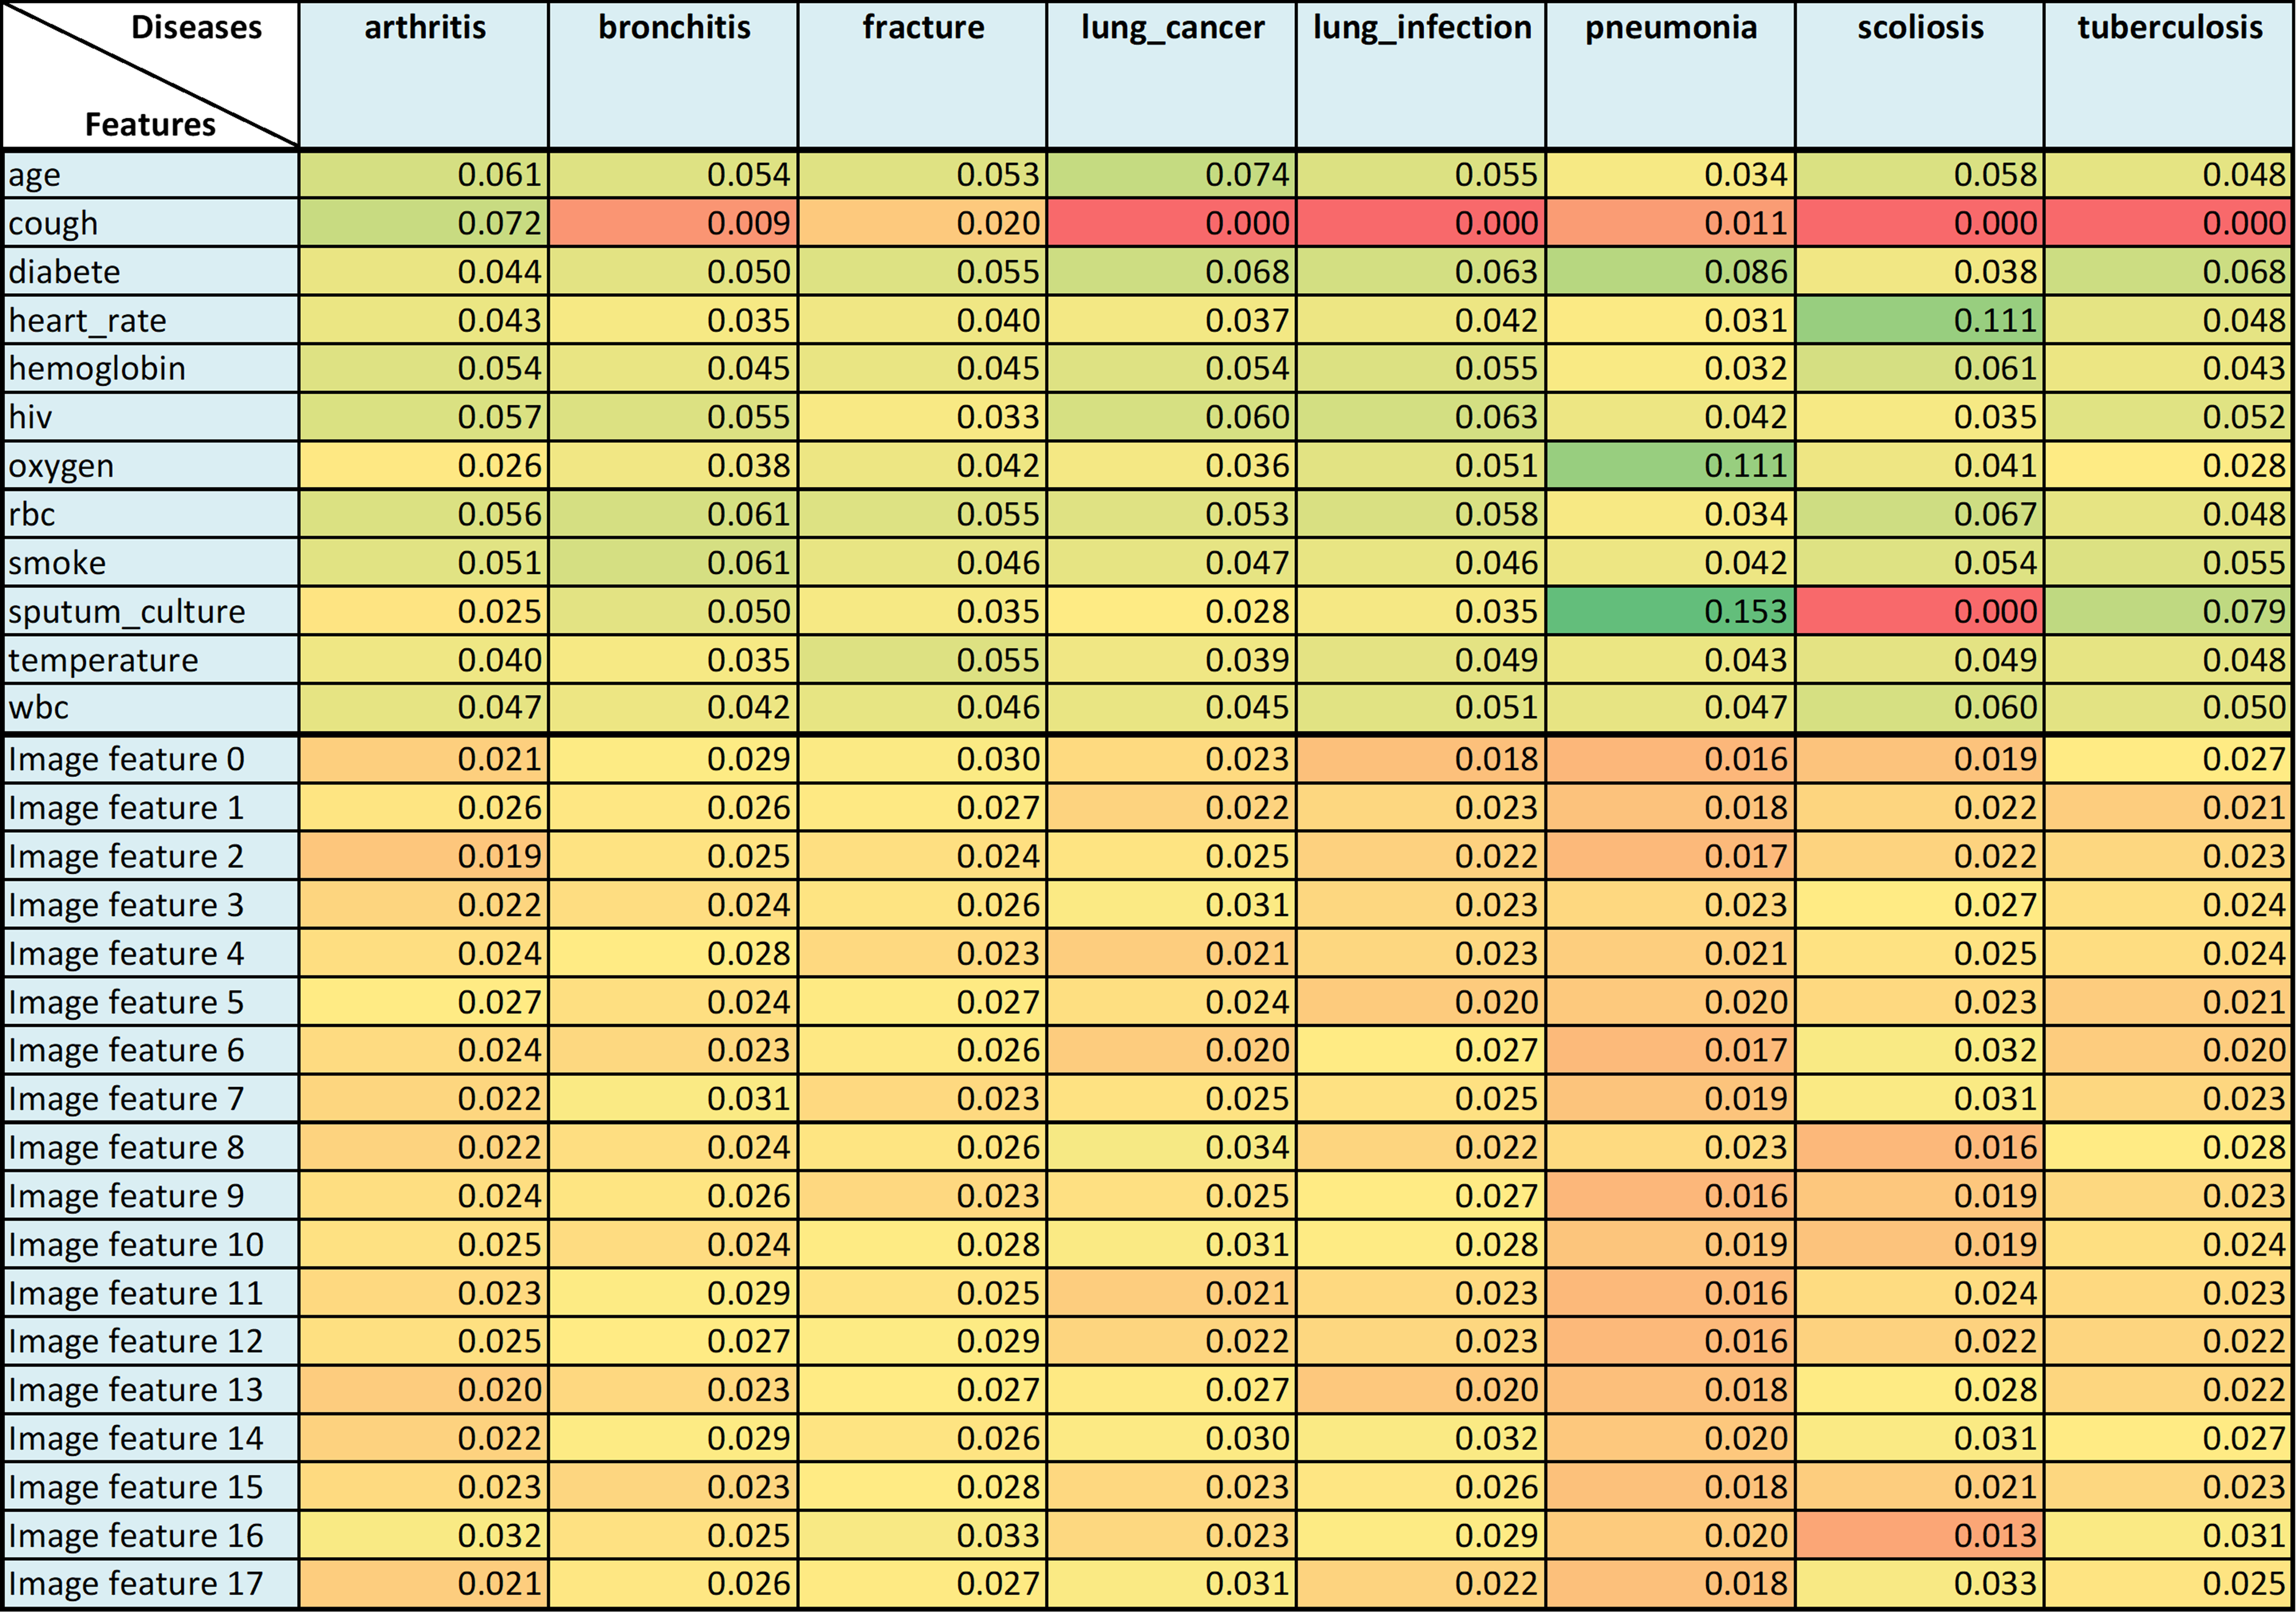 Diseases arthritis bronchitis fracture lung_cancer lung_infection pneumonia scoliosis tuberculosis
Features
age 0.061 0.054 0.053 0.074 0.055 0.034 0.058 0.048
cough 0.072 0.009 0.020 0.000 0.000 0.011 0.000 0.000
diabete 0.044 0.050 0.055 0.068 0.063 0.086 0.038 0.068
heart_rate 0.043 0.035 0.040 0.037 0.042 0.031 0.111 0.048
hemoglobin 0.054 0.045 0.045 0.054 0.055 0.032 0.061 0.043
hiv 0.057 0.055 0.033 0.060 0.063 0.042 0.035 0.052
oxygen 0.026 0.038 0.042 0.036 0.051 0.111 0.041 0.028
rbc 0.056 0.061 0.055 0.053 0.058 0.034 0.067 0.048
smoke 0.051 0.061 0.046 0.047 0.046 0.042 0.054 0.055
sputum_culture 0.025 0.050 0.035 0.028 0.035 0.153 0.000 0.079
temperature 0.040 0.035 0.055 0.039 0.049 0.043 0.049 0.048
wbc 0.047 0.042 0.046 0.045 0.051 0.047 0.060 0.050
Image feature 0 0.021 0.029 0.030 0.023 0.018 0.016 0.019 0.027
Image feature 1 0.026 0.026 0.027 0.022 0.023 0.018 0.022 0.021
Image feature 2 0.019 0.025 0.024 0.025 0.022 0.017 0.022 0.023
Image feature 3 0.022 0.024 0.026 0.031 0.023 0.023 0.027 0.024
Image feature 4 0.024 0.028 0.023 0.021 0.023 0.021 0.025 0.024
Image feature 5 0.027 0.024 0.027 0.024 0.020 0.020 0.023 0.021
Image feature 6 0.024 0.023 0.026 0.020 0.027 0.017 0.032 0.020
Image feature 7 0.022 0.031 0.023 0.025 0.025 0.019 0.031 0.023
Image feature 8 0.022 0.024 0.026 0.034 0.022 0.023 0.016 0.028
Image feature 9 0.024 0.026 0.023 0.025 0.027 0.016 0.019 0.023
Image feature 10 0.025 0.024 0.028 0.031 0.028 0.019 0.019 0.024
Image feature 11 0.023 0.029 0.025 0.021 0.023 0.016 0.024 0.023
Image feature 12 0.025 0.027 0.029 0.022 0.023 0.016 0.022 0.022
Image feature 13 0.020 0.023 0.027 0.027 0.020 0.018 0.028 0.022
Image feature 14 0.022 0.029 0.026 0.030 0.032 0.020 0.031 0.027
Image feature 15 0.023 0.023 0.028 0.023 0.026 0.018 0.021 0.023
Image feature 16 0.032 0.025 0.033 0.023 0.029 0.020 0.013 0.031
Image feature 17 0.021 0.026 0.027 0.031 0.022 0.018 0.033 0.025